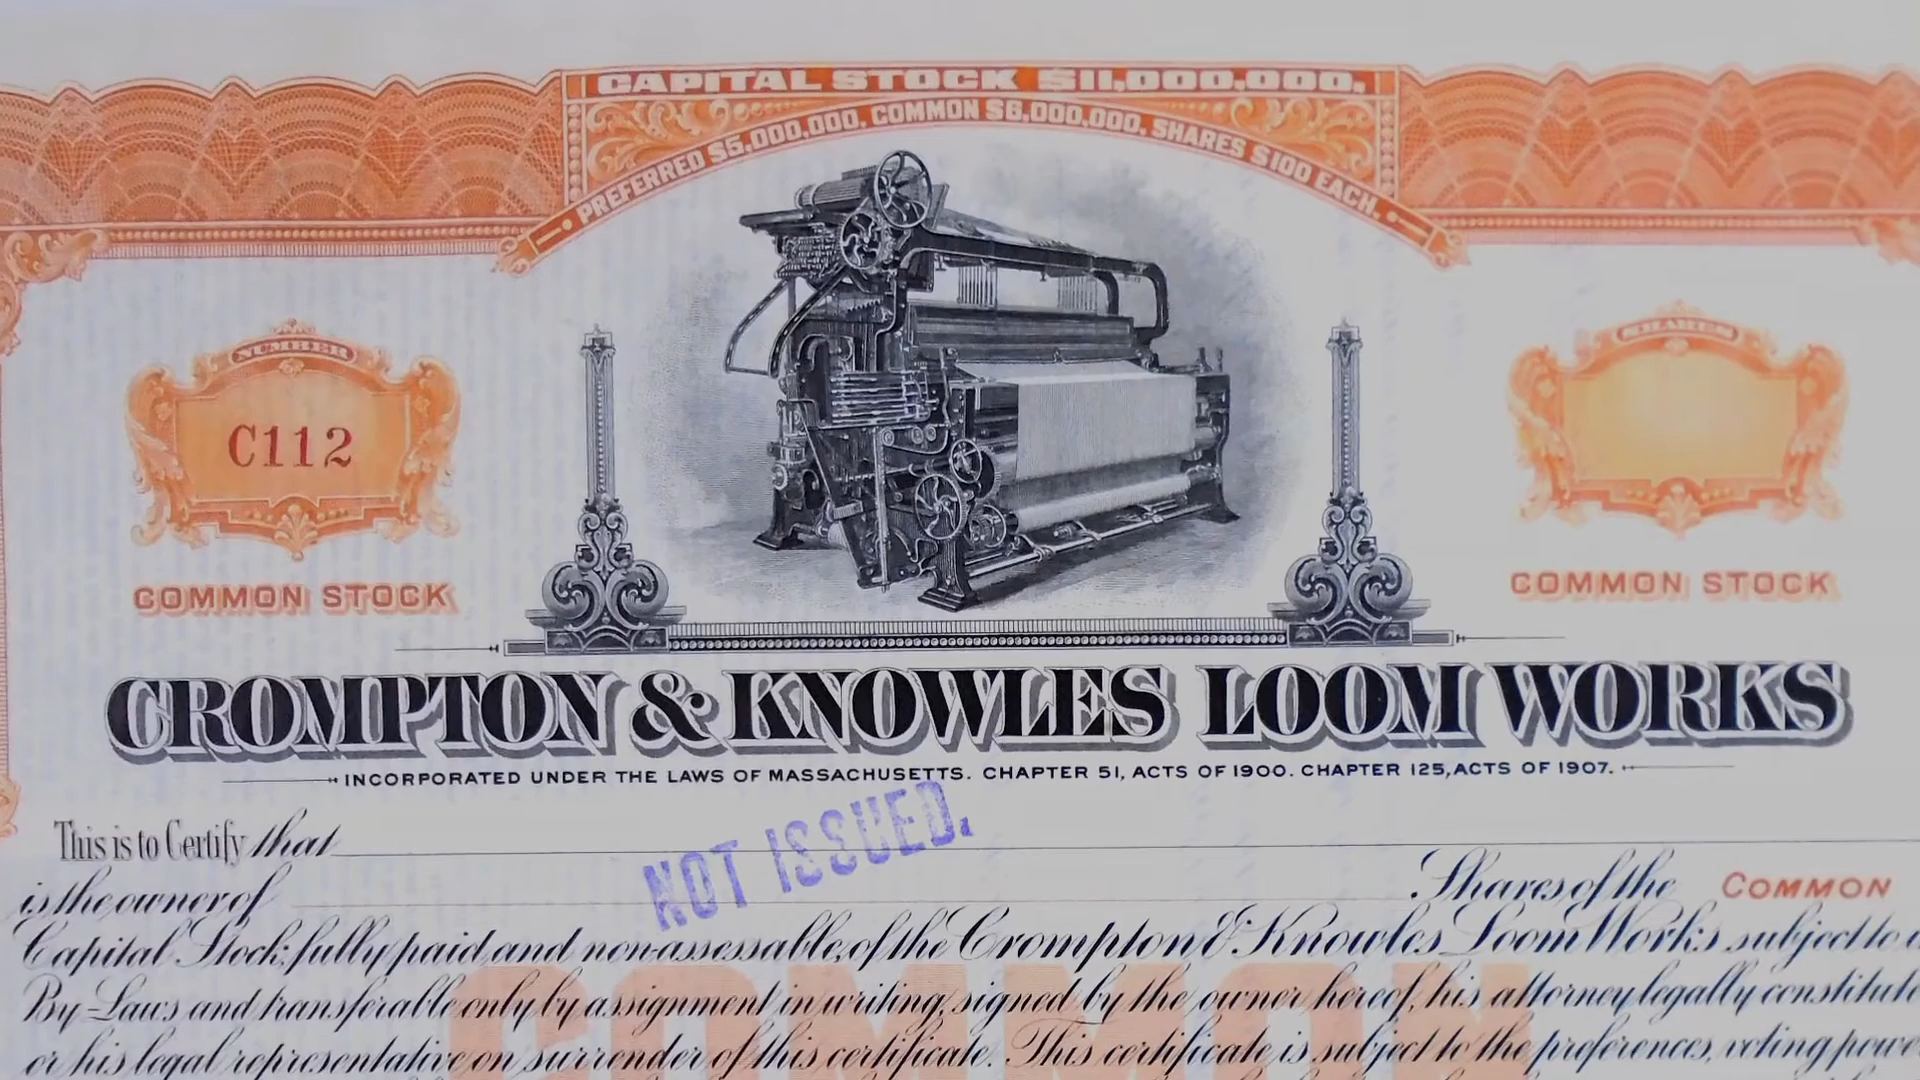 CAPITAL STOCK $11,000,000.
PREFERRED $5,000,000, COMMON $6,000,000, SHARES $100 EACH.
NUMBER
SHARES
C112
COMMON STOCK
COMMON STOCK
CROMPTON & KNOWLES LOOM WORKS
INCORPORATED UNDER THE LAWS OF MASSACHUSETTS. CHAPTER 51, ACTS OF 1900. CHAPTER 125, ACTS OF 1907.
This is to Certify that
NOT ISSUED.
is the owner of Shares of the COMMON
Capital Stock, fully paid and non-assessable, of the Crompton & Knowles Loom Works subject to
By-Laws and transferable only by assignment in writing, signed by the owner hereof, his attorney legally constitute
or his legal representative on surrender of this certificate. This certificate is subject to the preferences, voting powe
COMMON